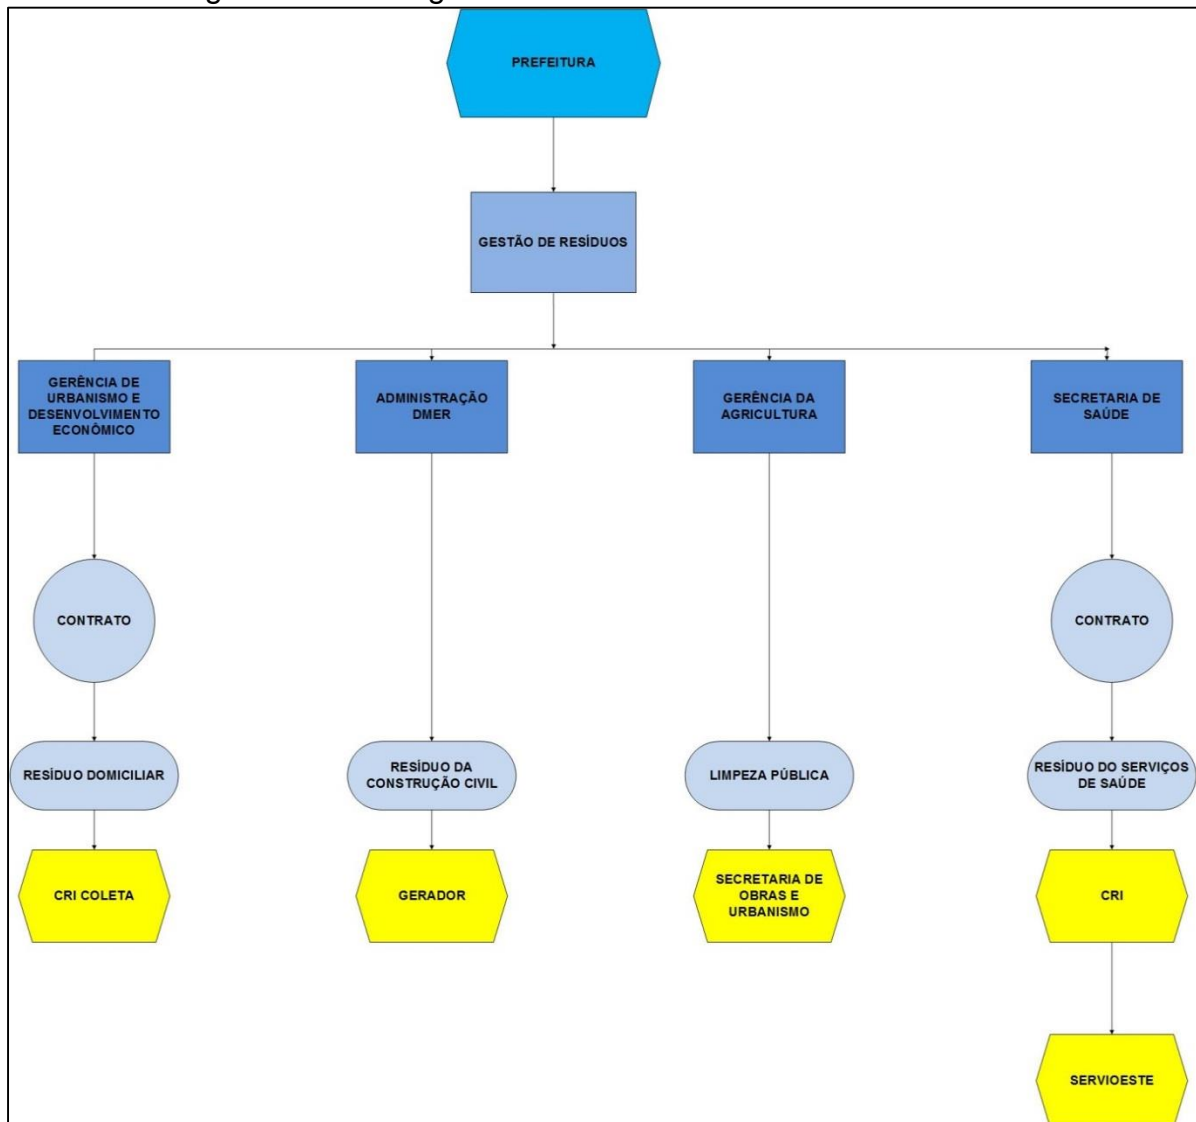 PREFEITURA
GESTÃO DE RESÍDUOS
GERÊNCIA DE
URBANISMO E
DESENVOLVIMENTO
ECONÔMICO
ADMINISTRAÇÃO
DMER
GERÊNCIA DA
AGRICULTURA
SECRETARIA DE
SAÚDE
CONTRATO
CONTRATO
RESÍDUO DOMICILIAR
RESÍDUO DA
CONSTRUÇÃO CIVIL
LIMPEZA PÚBLICA
RESÍDUO DO SERVIÇOS
DE SAÚDE
CRI COLETA
GERADOR
SECRETARIA DE
OBRAS E
URBANISMO
CRI
SERVIOESTE